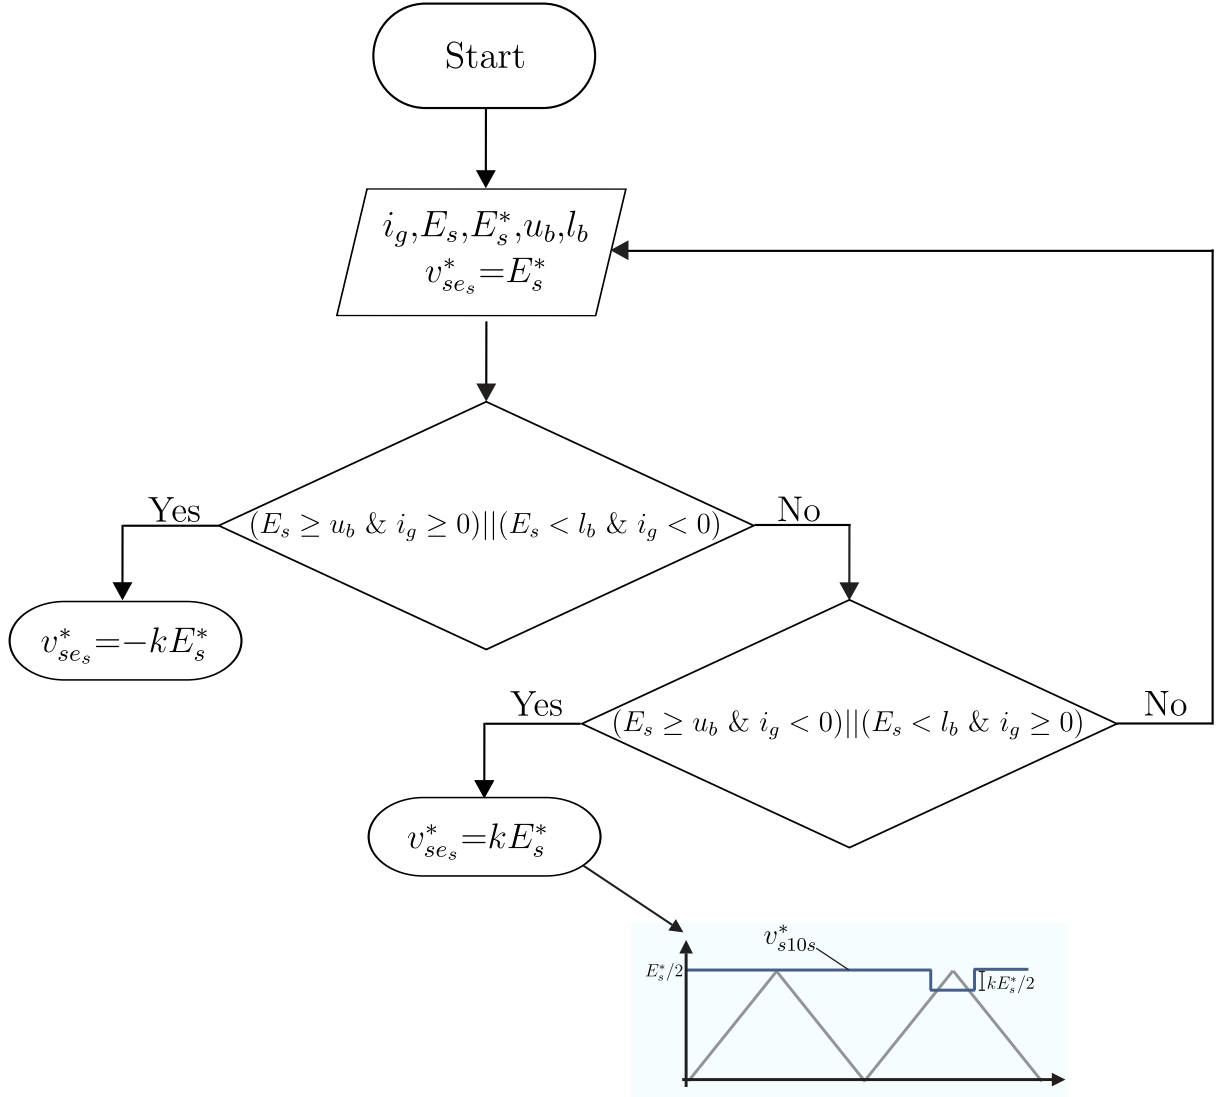 Start
i_g,E_s,E_s^*,u_b,l_b
v_{se_s}^*=E_s^*
Yes
(E_s ≥ u_b & i_g ≥ 0)||(E_s < l_b & i_g < 0)
No
v_{se_s}^*=−kE_s^*
Yes
(E_s ≥ u_b & i_g < 0)||(E_s < l_b & i_g ≥ 0)
No
v_{se_s}^*=kE_s^*
v_{s10s}^*
E_s^*/2
kE_s^*/2